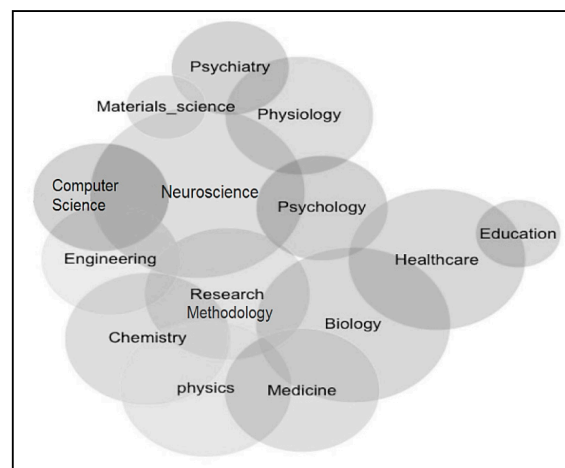 Psychiatry
Materials_science
Physiology
Computer
Science
Neuroscience
Psychology
Education
Engineering
Healthcare
Research
Methodology
Biology
Chemistry
physics
Medicine